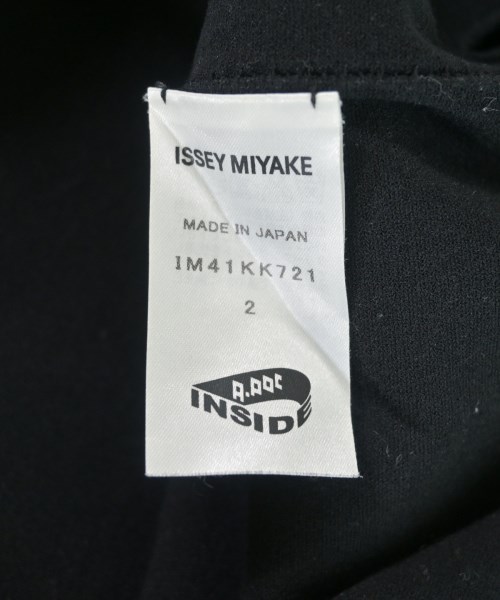 ISSEY MIYAKE
MADE IN JAPAN
IM41KK721
2
A.POC
INSIDE